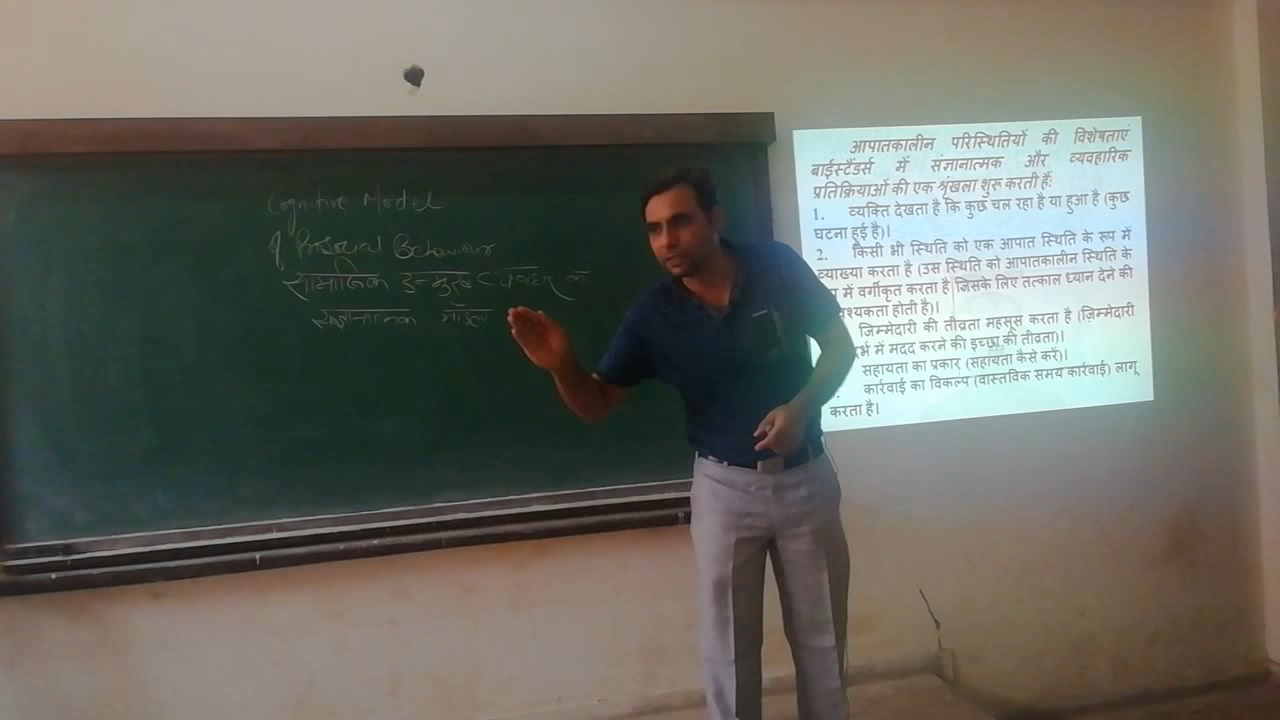 Cognitive Model
of Prosocial Behaviour
सामाजिक उन्मुख व्यवहार का
संज्ञानात्मक मॉडल
आपातकालीन परिस्थितियों की विशेषताएं
बाईस्टैंडर्स में संज्ञानात्मक और व्यवहारिक
प्रतिक्रियाओं की एक श्रृंखला शुरू करती हैं:
1. व्यक्ति देखता है कि कुछ चल रहा है या हुआ है (कुछ
घटना हुई है)।
2. किसी भी स्थिति को एक आपात स्थिति के रूप में
व्याख्या करता है (उस स्थिति को आपातकालीन स्थिति के
में वर्गीकृत करता है जिसके लिए तत्काल ध्यान देने की
श्यकता होती है)।
जिम्मेदारी की तीव्रता महसूस करता है (ज़िम्मेदारी
र्भ में मदद करने की इच्छा की तीव्रता)।
सहायता का प्रकार (सहायता कैसे करें)।
कार्रवाई का विकल्प (वास्तविक समय कार्रवाई) लागू
करता है।